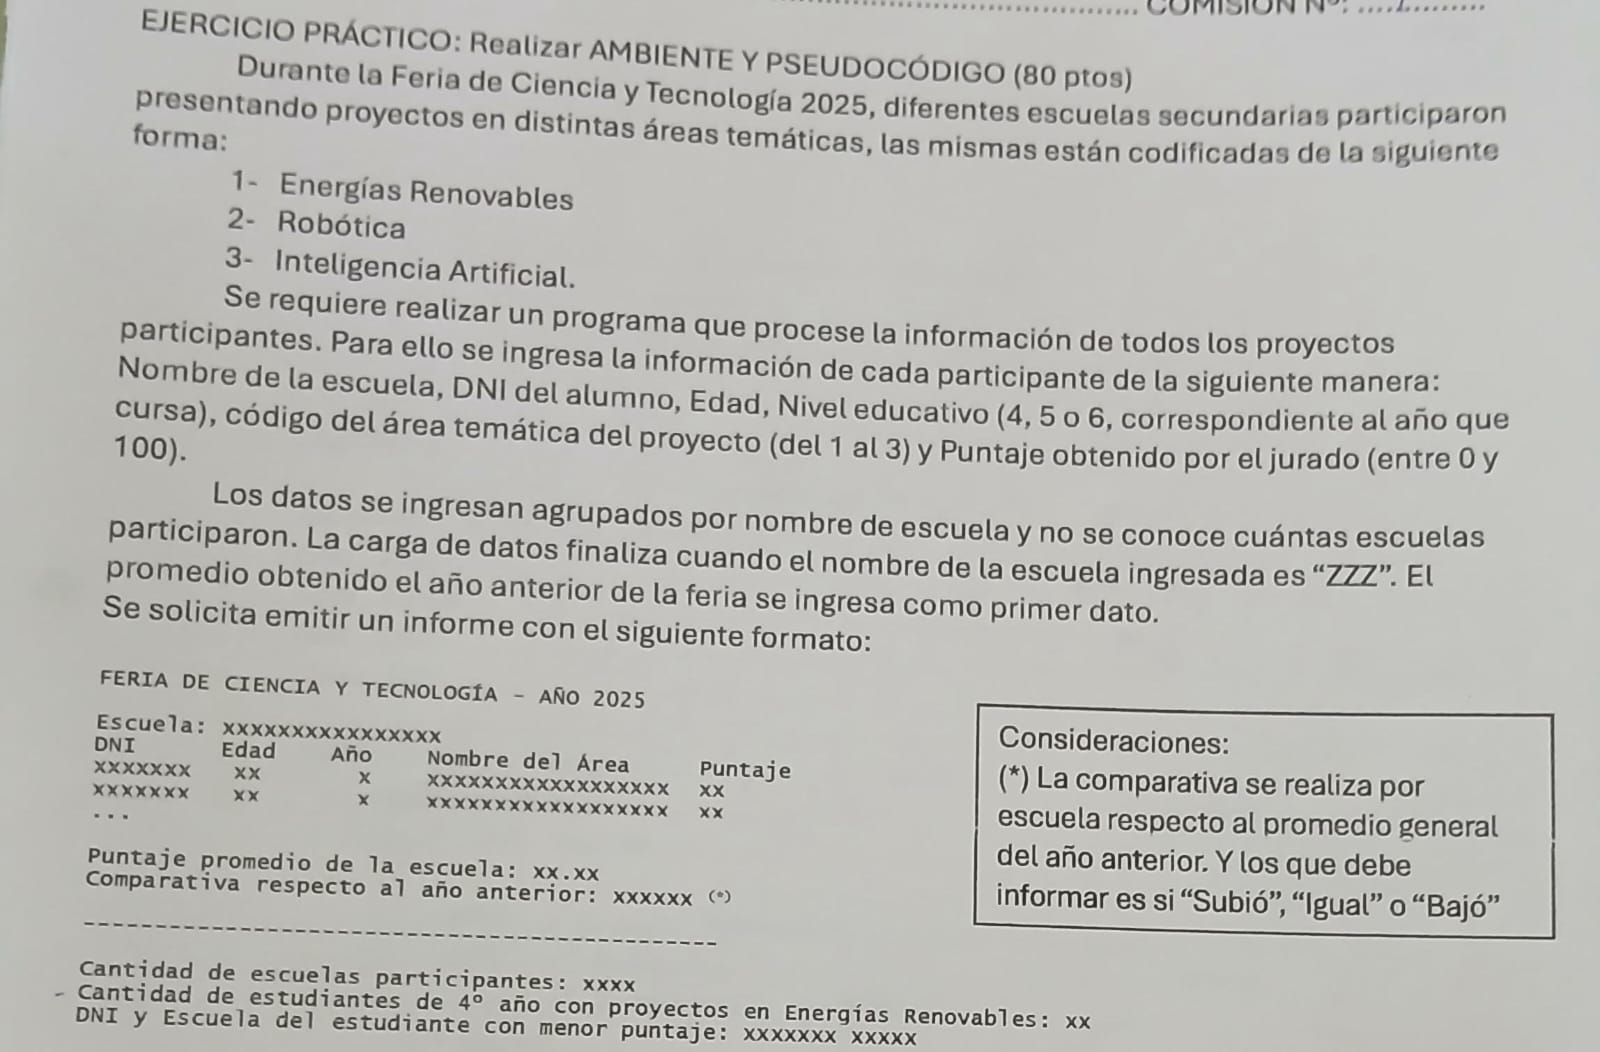 COMISIÓN Nº:
EJERCICIO PRÁCTICO: Realizar AMBIENTE Y PSEUDOCÓDIGO (80 ptos)
Durante la Feria de Ciencia y Tecnología 2025, diferentes escuelas secundarias participaron
presentando proyectos en distintas áreas temáticas, las mismas están codificadas de la siguiente
forma:
1- Energías Renovables
2- Robótica
3- Inteligencia Artificial.
Se requiere realizar un programa que procese la información de todos los proyectos
participantes. Para ello se ingresa la información de cada participante de la siguiente manera:
Nombre de la escuela, DNI del alumno, Edad, Nivel educativo (4, 5 o 6, correspondiente al año que
cursa), código del área temática del proyecto (del 1 al 3) y Puntaje obtenido por el jurado (entre 0 y
100).
Los datos se ingresan agrupados por nombre de escuela y no se conoce cuántas escuelas
participaron. La carga de datos finaliza cuando el nombre de la escuela ingresada es “ZZZ”. El
promedio obtenido el año anterior de la feria se ingresa como primer dato.
Se solicita emitir un informe con el siguiente formato:
FERIA DE CIENCIA Y TECNOLOGÍA - AÑO 2025
Escuela: xxxxxxxxxxxxxxxx
DNI Edad Año Nombre del Área Puntaje
xxxxxxx xx x xxxxxxxxxxxxxxxxxx xx
xxxxxxx xx x xxxxxxxxxxxxxxxxxx xx
...
Puntaje promedio de la escuela: xx.xx
Comparativa respecto al año anterior: xxxxxx (*)
-----------------------------------------------
Cantidad de escuelas participantes: xxxx
Cantidad de estudiantes de 4º año con proyectos en Energías Renovables: xx
DNI y Escuela del estudiante con menor puntaje: xxxxxxx xxxxx
Consideraciones:
(*) La comparativa se realiza por
escuela respecto al promedio general
del año anterior. Y los que debe
informar es si “Subió”, “Igual” o “Bajó”